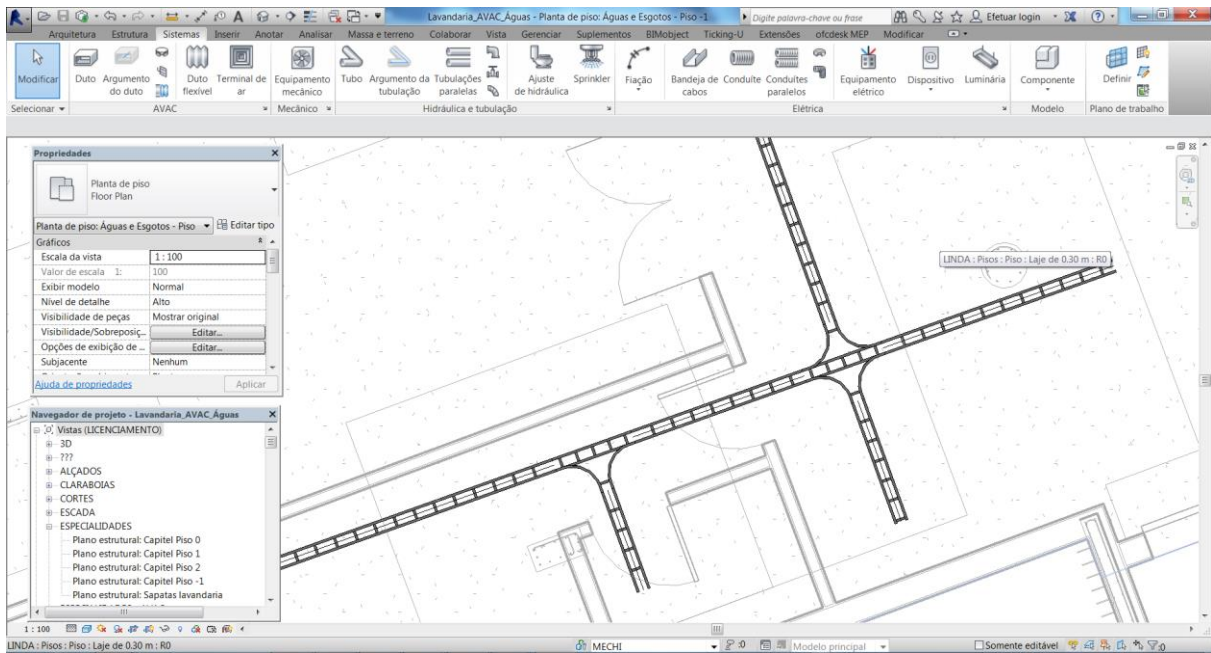 Lavandaria_AVAC_Águas - Planta de piso: Águas e Esgotos - Piso -1
Digite palavra-chave ou frase
Efetuar login
Arquitetura Estrutura Sistemas Inserir Anotar Analisar Massa e terreno Colaborar Vista Gerenciar Suplementos BIMobject Ticking-U Extensões ofcdesk MEP Modificar
Modificar
Duto
Argumento do duto
Duto flexível
Terminal de ar
Equipamento mecânico
Tubo
Argumento da tubulação
Tubulações paralelas
Ajuste de hidráulica
Sprinkler
Fiação
Bandeja de cabos
Conduite
Conduítes paralelos
Equipamento elétrico
Dispositivo
Luminária
Componente
Definir
Selecionar AVAC Mecânico Hidráulica e tubulação Elétrica Modelo Plano de trabalho
Propriedades
Planta de piso
Floor Plan
Planta de piso: Águas e Esgotos - Piso Editar tipo
Gráficos
Escala da vista 1 : 100
Valor de escala 1: 100
Exibir modelo Normal
Nível de detalhe Alto
Visibilidade de peças Mostrar original
Visibilidade/Sobreposiç... Editar...
Opções de exibição de ... Editar...
Subjacente Nenhum
Ajuda de propriedades Aplicar
LINDA : Pisos : Piso : Laje de 0.30 m : R0
Navegador de projeto - Lavandaria_AVAC_Águas
Vistas (LICENCIAMENTO)
3D
???
ALÇADOS
CLARABOIAS
CORTES
ESCADA
ESPECIALIDADES
Plano estrutural: Capitel Piso 0
Plano estrutural: Capitel Piso 1
Plano estrutural: Capitel Piso 2
Plano estrutural: Capitel Piso -1
Plano estrutural: Sapatas lavandaria
1 : 100
LINDA : Pisos : Piso : Laje de 0.30 m : R0 MECHI :0 Modelo principal Somente editável :0